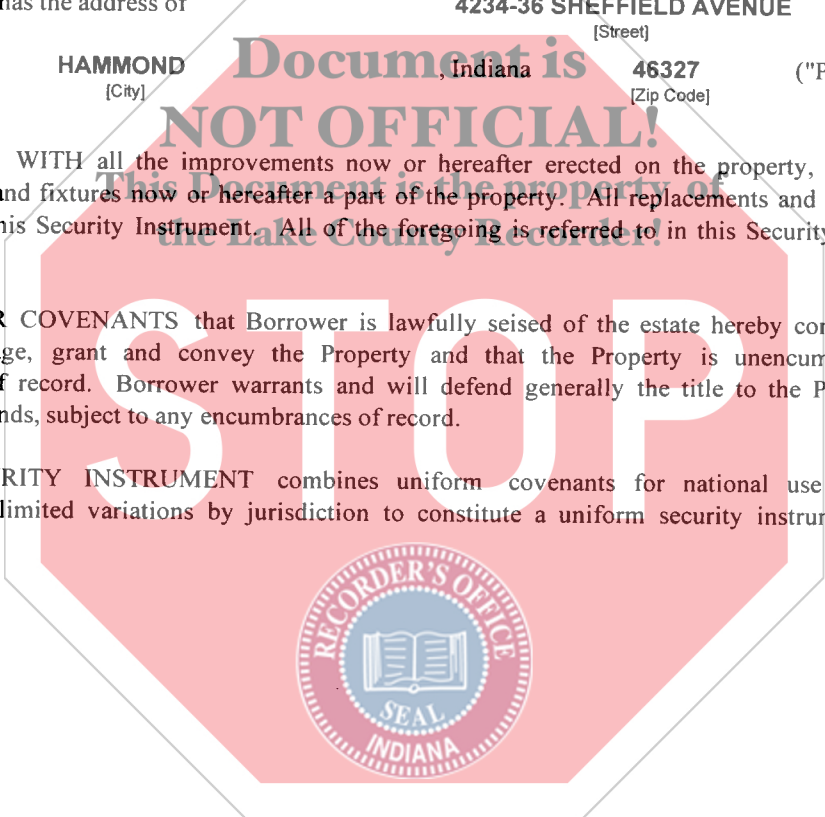 has the address of 4234-36 SHEFFIELD AVENUE
[Street]
HAMMOND , Indiana 46327 ("P
[City] [Zip Code]
Document is
NOT OFFICIAL!
This Document is the property of
the Lake County Recorder!
WITH all the improvements now or hereafter erected on the property,
nd fixtures now or hereafter a part of the property. All replacements and
his Security Instrument. All of the foregoing is referred to in this Security
R COVENANTS that Borrower is lawfully seised of the estate hereby con
ge, grant and convey the Property and that the Property is unencum
f record. Borrower warrants and will defend generally the title to the P
nds, subject to any encumbrances of record.
STOP
RITY INSTRUMENT combines uniform covenants for national use
limited variations by jurisdiction to constitute a uniform security instrum
RECORDER'S OFFICE
SEAL
INDIANA